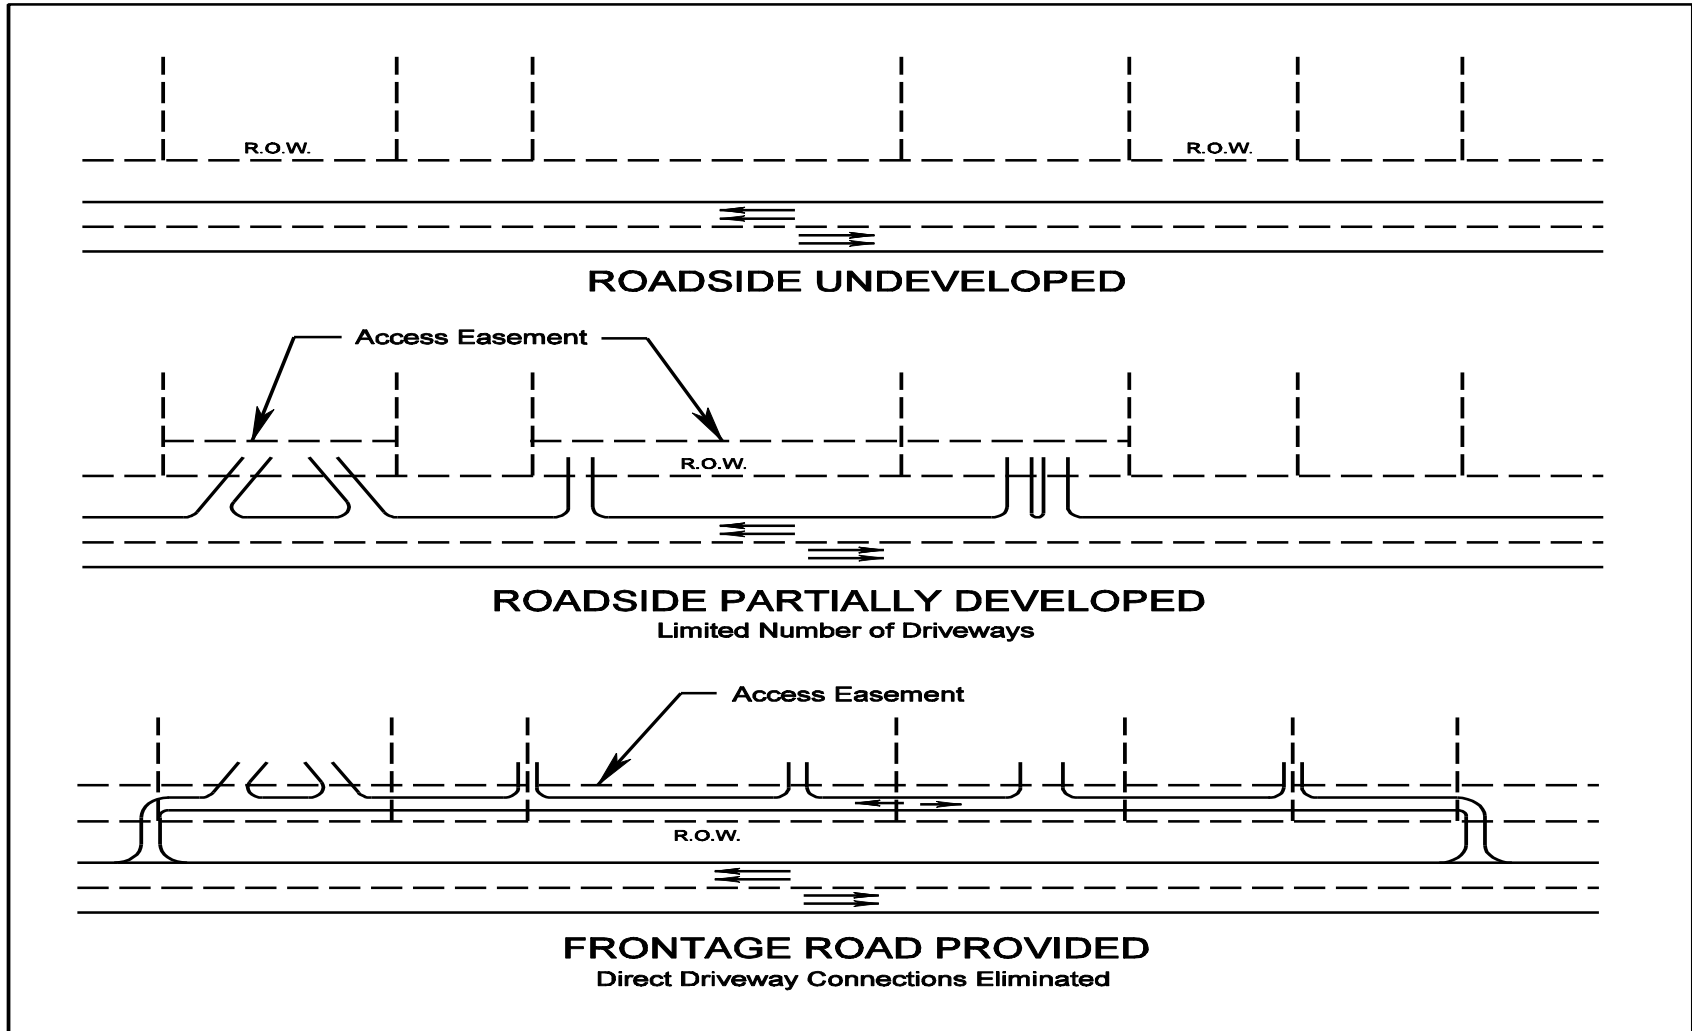 R.O.W. R.O.W.
ROADSIDE UNDEVELOPED
Access Easement
R.O.W.
ROADSIDE PARTIALLY DEVELOPED
Limited Number of Driveways
Access Easement
R.O.W.
FRONTAGE ROAD PROVIDED
Direct Driveway Connections Eliminated